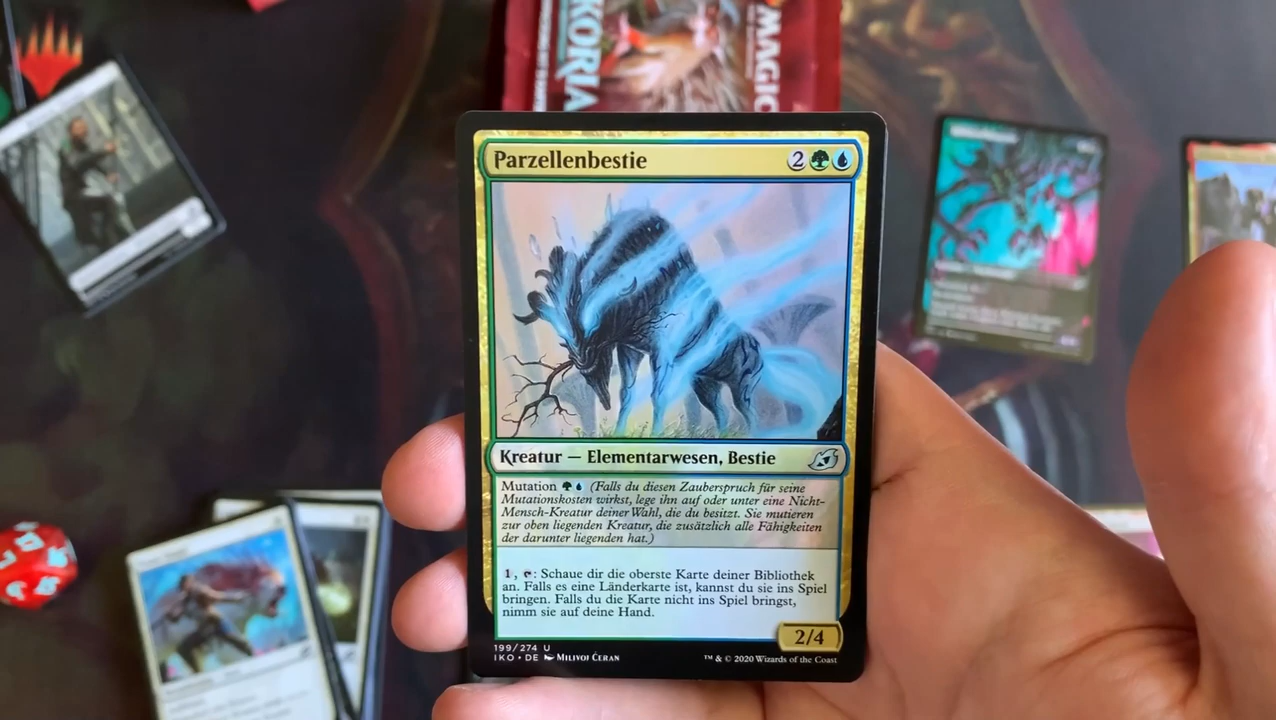 KORIA
MAGIC
Parzellenbestie
2
Kreatur — Elementarwesen, Bestie
Mutation (Falls du diesen Zauberspruch für seine
Mutationskosten wirkst, lege ihn auf oder unter eine Nicht-
Mensch-Kreatur deiner Wahl, die du besitzt. Sie mutieren
zur oben liegenden Kreatur, die zusätzlich alle Fähigkeiten
der darunter liegenden hat.)
1, : Schaue dir die oberste Karte deiner Bibliothek
an. Falls es eine Länderkarte ist, kannst du sie ins Spiel
bringen. Falls du die Karte nicht ins Spiel bringst,
nimm sie auf deine Hand.
2/4
199/274 U
IKO • DE Milivoj Ćeran
™ & © 2020 Wizards of the Coast